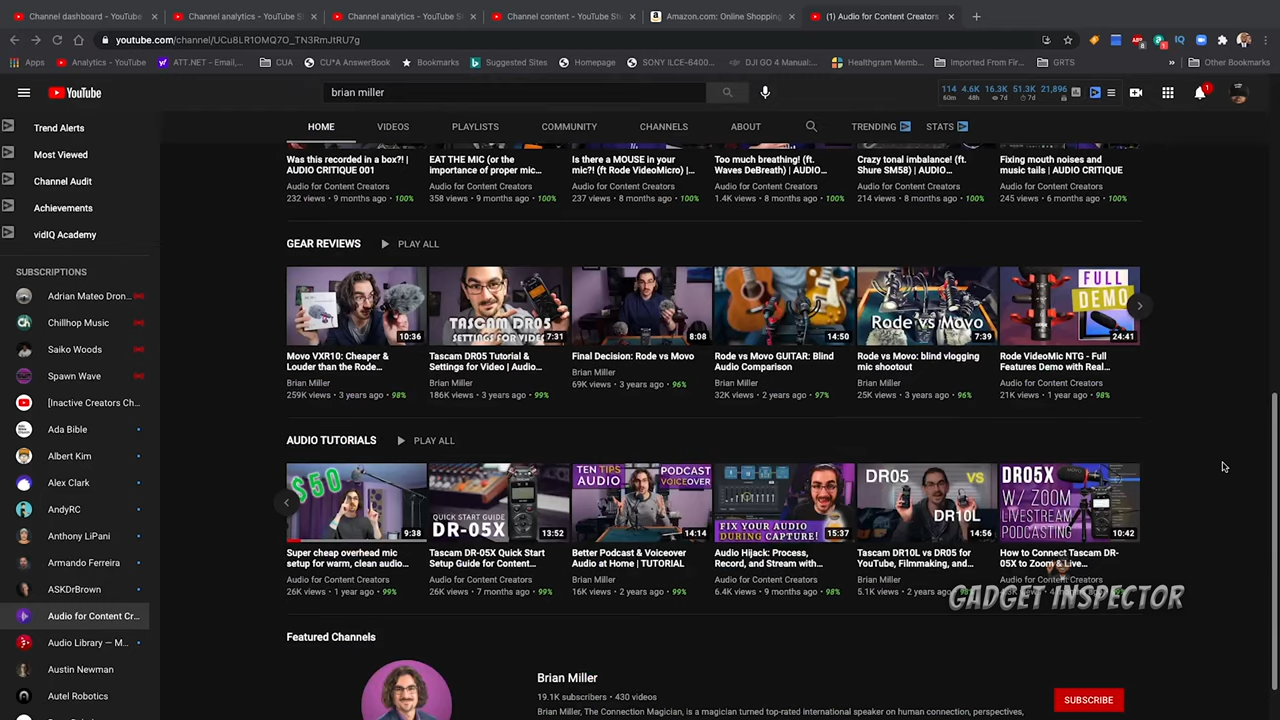 Channel dashboard - YouTube S
Channel analytics - YouTube St
Channel analytics - YouTube St
Channel content - YouTube Stu
Amazon.com: Online Shopping
(1) Audio for Content Creators
youtube.com/channel/UCu8LR1OMQ7O_TN3RmJtRU7g
Apps
Analytics - YouTube
ATT.NET - Email,...
CUA
CU*A AnswerBook
Bookmarks
Suggested Sites
Homepage
SONY ILCE-6400...
DJI GO 4 Manual:...
Healthgram Memb...
Imported From Fir...
GRTS
»
Other Bookmarks
YouTube
brian miller
114 4.6K 16.3K 51.3K 21,896
60m 48h 7d 7d
1
HOME VIDEOS PLAYLISTS COMMUNITY CHANNELS ABOUT TRENDING STATS
Trend Alerts
Most Viewed
Channel Audit
Achievements
vidIQ Academy
SUBSCRIPTIONS
Adrian Mateo Dron...
Chillhop Music
Saiko Woods
Spawn Wave
[Inactive Creators Ch...
Ada Bible
Albert Kim
Alex Clark
AndyRC
Anthony LiPani
Armando Ferreira
ASKDrBrown
Audio for Content Cr...
Audio Library — M...
Austin Newman
Autel Robotics
Was this recorded in a box?! |
AUDIO CRITIQUE 001
Audio for Content Creators
232 views • 9 months ago • 100%
EAT THE MIC (or the
importance of proper mic...
Audio for Content Creators
358 views • 9 months ago • 100%
Is there a MOUSE in your
mic?! (ft Rode VideoMicro) |...
Audio for Content Creators
237 views • 8 months ago • 100%
Too much breathing! (ft.
Waves DeBreath) | AUDIO...
Audio for Content Creators
1.4K views • 8 months ago • 100%
Crazy tonal imbalance! (ft.
Shure SM58) | AUDIO...
Audio for Content Creators
214 views • 8 months ago • 100%
Fixing mouth noises and
music tails | AUDIO CRITIQUE
Audio for Content Creators
245 views • 6 months ago • 100%
GEAR REVIEWS PLAY ALL
10:36
Movo VXR10: Cheaper &
Louder than the Rode...
Brian Miller
259K views • 3 years ago • 98%
TASCAM DR05
SETTINGS FOR VIDEO
7:31
Tascam DR05 Tutorial &
Settings for Video | Audio...
Brian Miller
186K views • 3 years ago • 99%
8:08
Final Decision: Rode vs Movo
Brian Miller
69K views • 3 years ago • 96%
14:50
Rode vs Movo GUITAR: Blind
Audio Comparison
Brian Miller
32K views • 2 years ago • 97%
Rode vs Movo
7:39
Rode vs Movo: blind vlogging
mic shootout
Brian Miller
25K views • 3 years ago • 96%
FULL
DEMO
24:41
Rode VideoMic NTG - Full
Features Demo with Real...
Audio for Content Creators
21K views • 1 year ago • 98%
AUDIO TUTORIALS PLAY ALL
$50
9:38
Super cheap overhead mic
setup for warm, clean audio...
Audio for Content Creators
26K views • 1 year ago • 99%
QUICK START GUIDE
DR-05X
13:52
Tascam DR-05X Quick Start
Setup Guide for Content...
Audio for Content Creators
26K views • 7 months ago • 99%
TEN TIPS PODCAST
AUDIO VOICEOVER
14:14
Better Podcast & Voiceover
Audio at Home | TUTORIAL
Brian Miller
16K views • 2 years ago • 99%
FIX YOUR AUDIO
DURING CAPTURE!
15:37
Audio Hijack: Process,
Record, and Stream with...
Audio for Content Creators
6.4K views • 9 months ago • 98%
DR05 VS
DR10L
14:56
Tascam DR10L vs DR05 for
YouTube, Filmmaking, and...
Brian Miller
5.1K views • 2 years ago
DR05X
W/ ZOOM
LIVESTREAM
PODCASTING
10:42
How to Connect Tascam DR-
05X to Zoom & Live...
Audio for Content Creators
GADGET INSPECTOR
Featured Channels
Brian Miller
19.1K subscribers • 430 videos
Brian Miller, The Connection Magician, is a magician turned top-rated international speaker on human connection, perspectives,
SUBSCRIBE